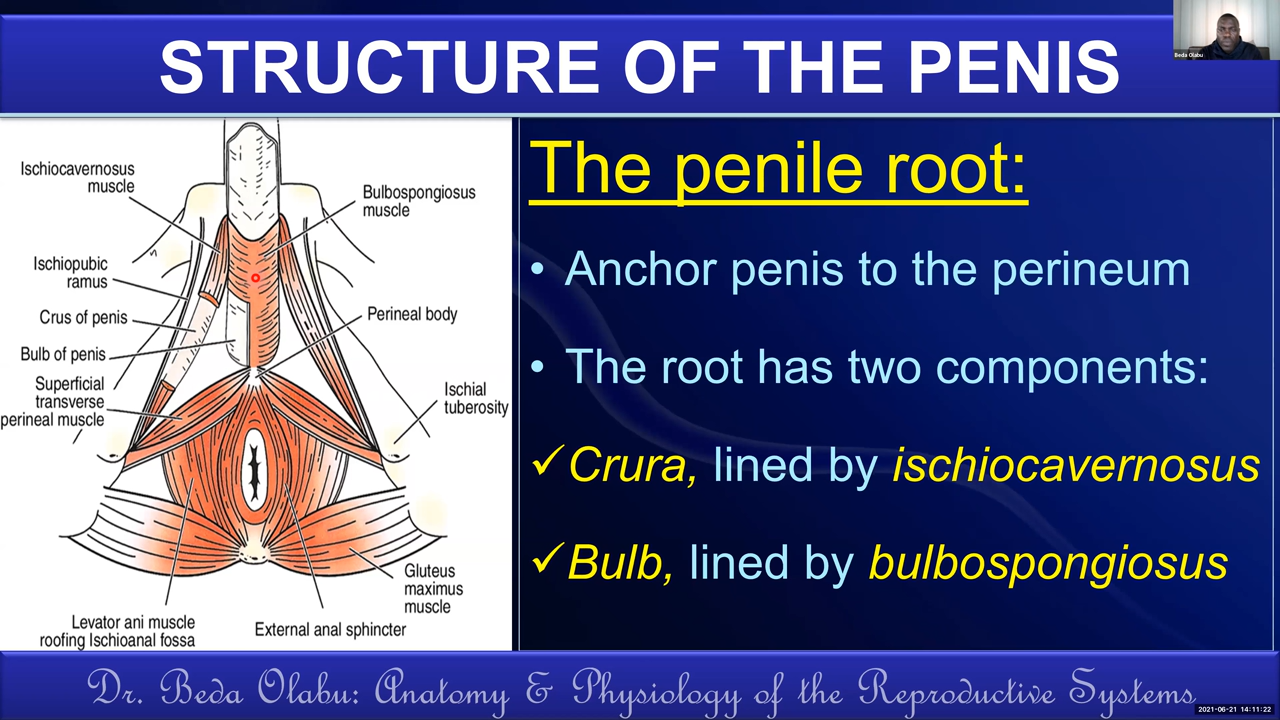 STRUCTURE OF THE PENIS
Beda Olabu
Ischiocavernosus
muscle
Bulbospongiosus
muscle
Ischiopubic
ramus
Crus of penis
Perineal body
Bulb of penis
Superficial
transverse
perineal muscle
Ischial
tuberosity
Gluteus
maximus
muscle
Levator ani muscle
roofing Ischioanal fossa
External anal sphincter
The penile root:
• Anchor penis to the perineum
• The root has two components:
✓ Crura, lined by ischiocavernosus
✓ Bulb, lined by bulbospongiosus
Dr. Beda Olabu: Anatomy & Physiology of the Reproductive Systems
2021-06-21 14:11:22